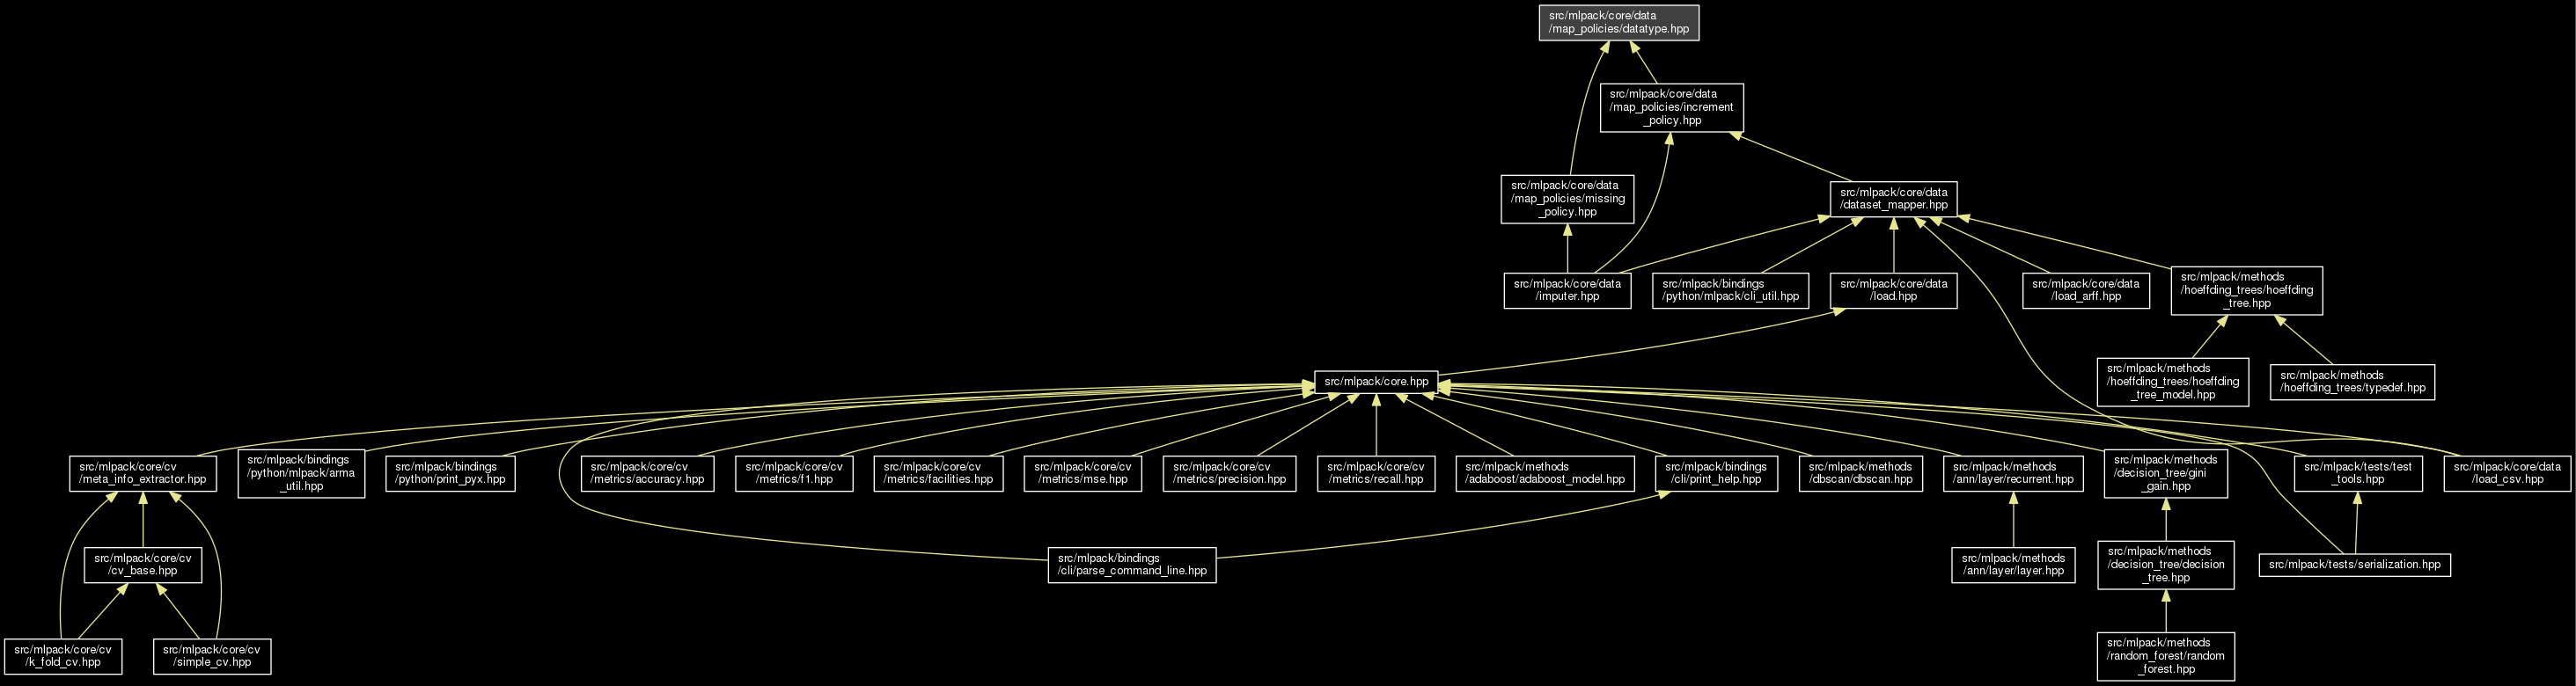 src/mlpack/core/data
/map_policies/datatype.hpp
src/mlpack/core/data
/map_policies/increment
_policy.hpp
src/mlpack/core/data
/map_policies/missing
_policy.hpp
src/mlpack/core/data
/dataset_mapper.hpp
src/mlpack/core/data
/imputer.hpp
src/mlpack/bindings
/python/mlpack/cli_util.hpp
src/mlpack/core/data
/load.hpp
src/mlpack/core/data
/load_arff.hpp
src/mlpack/methods
/hoeffding_trees/hoeffding
_tree.hpp
src/mlpack/core.hpp
src/mlpack/methods
/hoeffding_trees/hoeffding
_tree_model.hpp
src/mlpack/methods
/hoeffding_trees/typedef.hpp
src/mlpack/core/cv
/meta_info_extractor.hpp
src/mlpack/bindings
/python/mlpack/arma
_util.hpp
src/mlpack/bindings
/python/print_pyx.hpp
src/mlpack/core/cv
/metrics/accuracy.hpp
src/mlpack/core/cv
/metrics/f1.hpp
src/mlpack/core/cv
/metrics/facilities.hpp
src/mlpack/core/cv
/metrics/mse.hpp
src/mlpack/core/cv
/metrics/precision.hpp
src/mlpack/core/cv
/metrics/recall.hpp
src/mlpack/methods
/adaboost/adaboost_model.hpp
src/mlpack/bindings
/cli/print_help.hpp
src/mlpack/methods
/dbscan/dbscan.hpp
src/mlpack/methods
/ann/layer/recurrent.hpp
src/mlpack/methods
/decision_tree/gini
_gain.hpp
src/mlpack/tests/test
_tools.hpp
src/mlpack/core/data
/load_csv.hpp
src/mlpack/core/cv
/cv_base.hpp
src/mlpack/bindings
/cli/parse_command_line.hpp
src/mlpack/methods
/ann/layer/layer.hpp
src/mlpack/methods
/decision_tree/decision
_tree.hpp
src/mlpack/tests/serialization.hpp
src/mlpack/core/cv
/k_fold_cv.hpp
src/mlpack/core/cv
/simple_cv.hpp
src/mlpack/methods
/random_forest/random
_forest.hpp